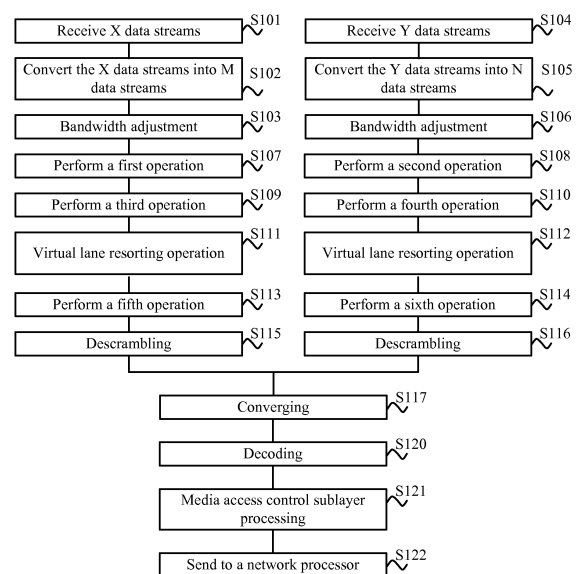 S101
Receive X data streams
S104
Receive Y data streams
Convert the X data streams into M
data streams
S102
Convert the Y data streams into N
data streams
S105
Bandwidth adjustment
S103
Bandwidth adjustment
S106
Perform a first operation
S107
Perform a second operation
S108
Perform a third operation
S109
Perform a fourth operation
S110
Virtual lane resorting operation
S111
Virtual lane resorting operation
S112
Perform a fifth operation
S113
Perform a sixth operation
S114
Descrambling
S115
Descrambling
S116
Converging
S117
Decoding
S120
Media access control sublayer
processing
S121
Send to a network processor
S122